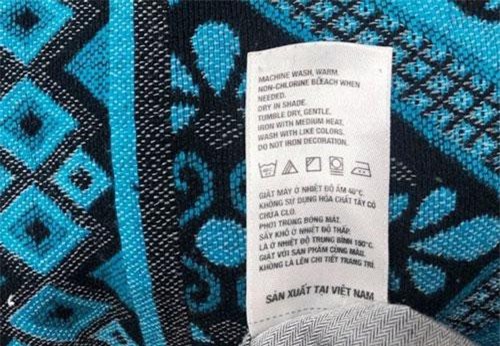 MACHINE WASH, WARM.
NON-CHLORINE BLEACH WHEN
NEEDED.
DRY IN SHADE.
TUMBLE DRY, GENTLE.
IRON WITH MEDIUM HEAT.
WASH WITH LIKE COLORS.
DO NOT IRON DECORATION.
GIẶT MÁY Ở NHIỆT ĐỘ ẤM 40°C.
KHÔNG SỬ DỤNG HÓA CHẤT TẨY CÓ
CHỨA CLO.
PHƠI TRONG BÓNG MÁT.
SẤY KHÔ Ở NHIỆT ĐỘ THẤP.
LÀ Ở NHIỆT ĐỘ TRUNG BÌNH 150°C.
GIẶT VỚI SẢN PHẨM CÙNG MÀU.
KHÔNG LÀ LÊN CHI TIẾT TRANG TRÍ.
SẢN XUẤT TẠI VIỆT NAM